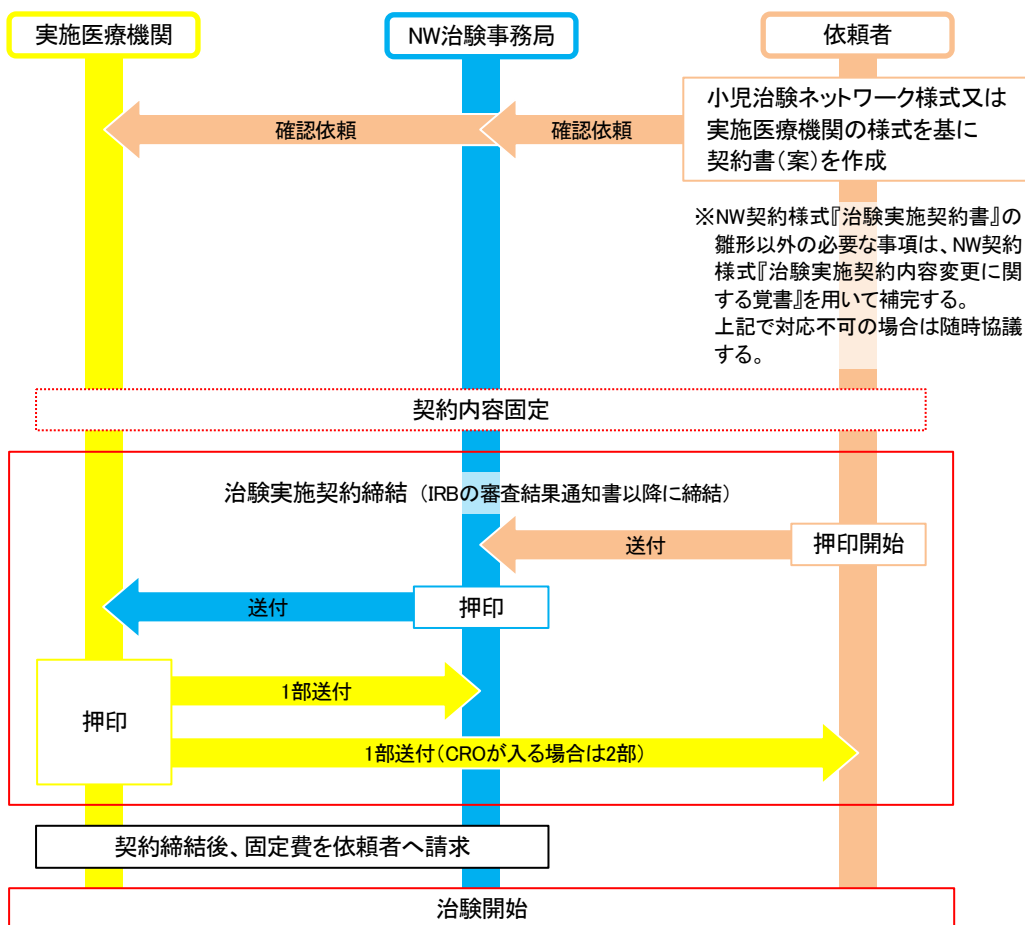 実施医療機関
NW治験事務局
依頼者
小児治験ネットワーク様式又は
実施医療機関の様式を基に
契約書(案)を作成
確認依頼
確認依頼
※NW契約様式『治験実施契約書』の
雛形以外の必要な事項は、NW契約
様式『治験実施契約内容変更に関
する覚書』を用いて補完する。
上記で対応不可の場合は随時協議
する。
契約内容固定
治験実施契約締結 (IRBの審査結果通知書以降に締結)
送付
押印開始
送付
押印
押印
1部送付
1部送付(CROが入る場合は2部)
契約締結後、固定費を依頼者へ請求
治験開始